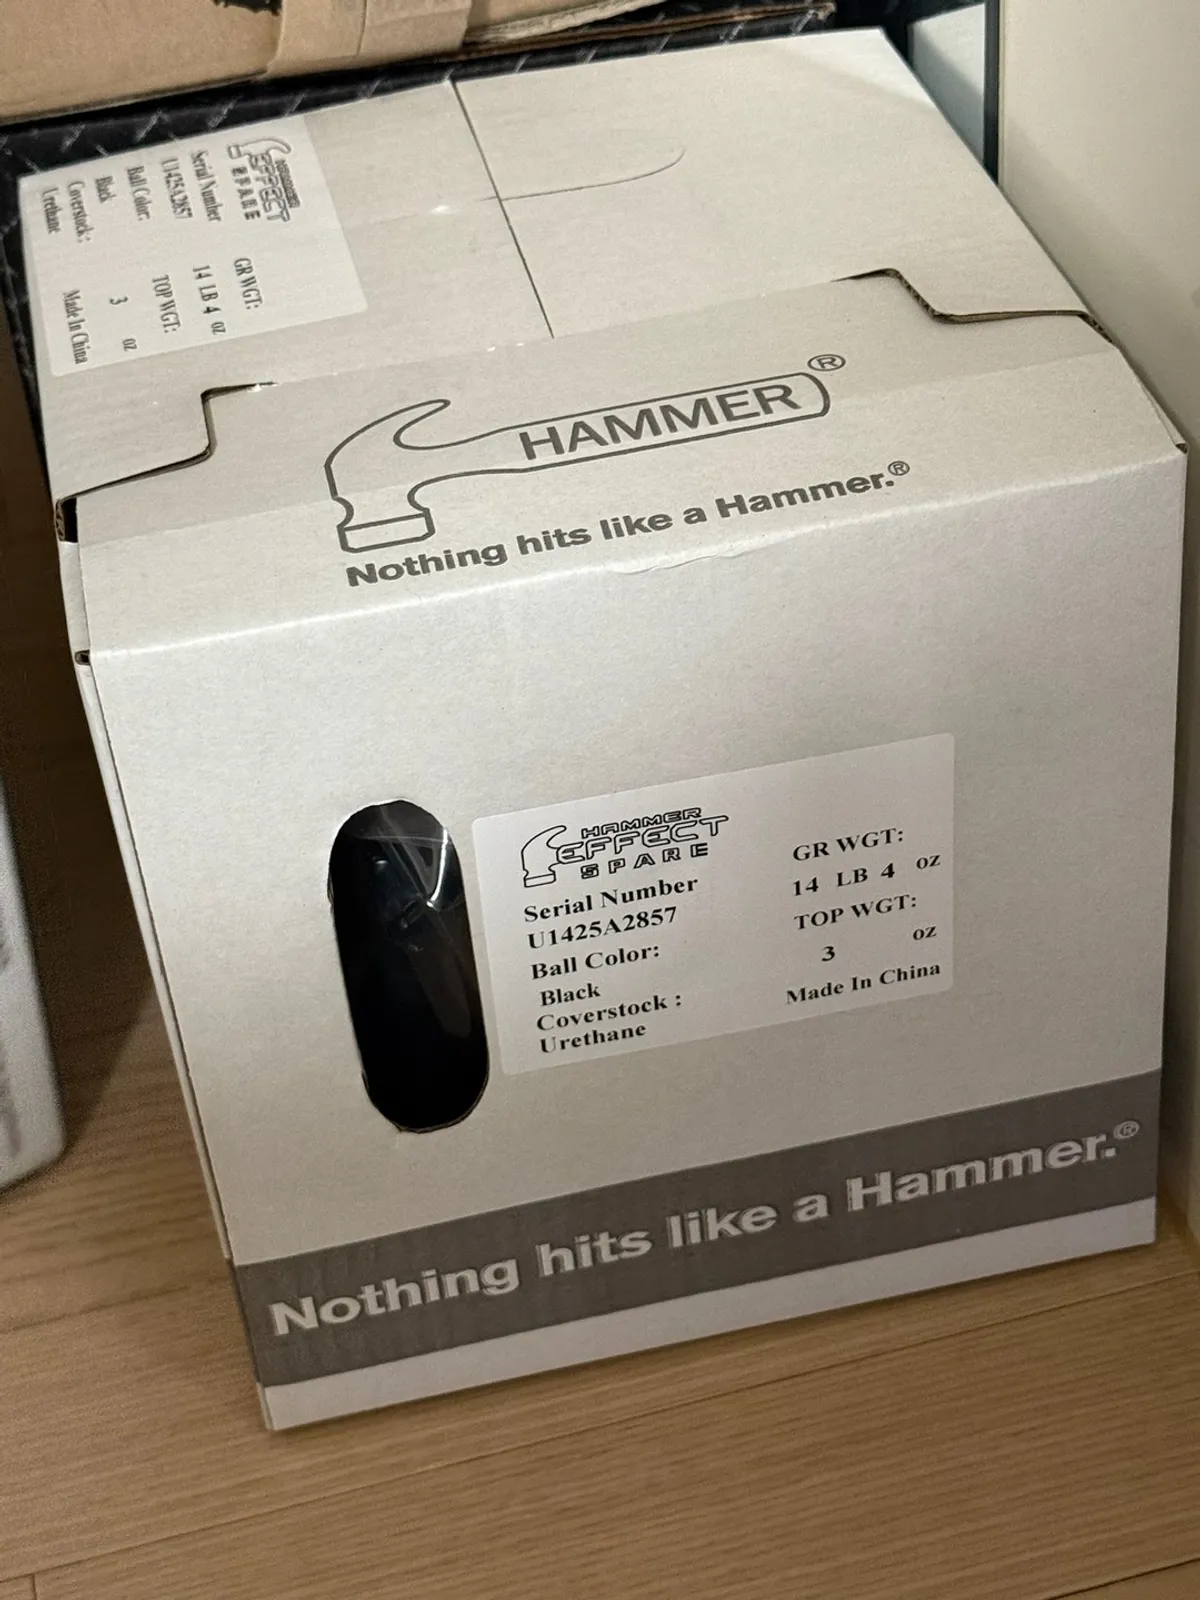 HAMMER
EFFECT
SPARE
Serial Number
U1425A2857
Ball Color:
Black
Coverstock :
Urethane
GR WGT:
14 LB 4 oz
TOP WGT:
3 oz
Made In China
HAMMER®
Nothing hits like a Hammer.®
HAMMER
EFFECT
SPARE
Serial Number
U1425A2857
Ball Color:
Black
Coverstock :
Urethane
GR WGT:
14 LB 4 oz
TOP WGT:
3 oz
Made In China
Nothing hits like a Hammer.®